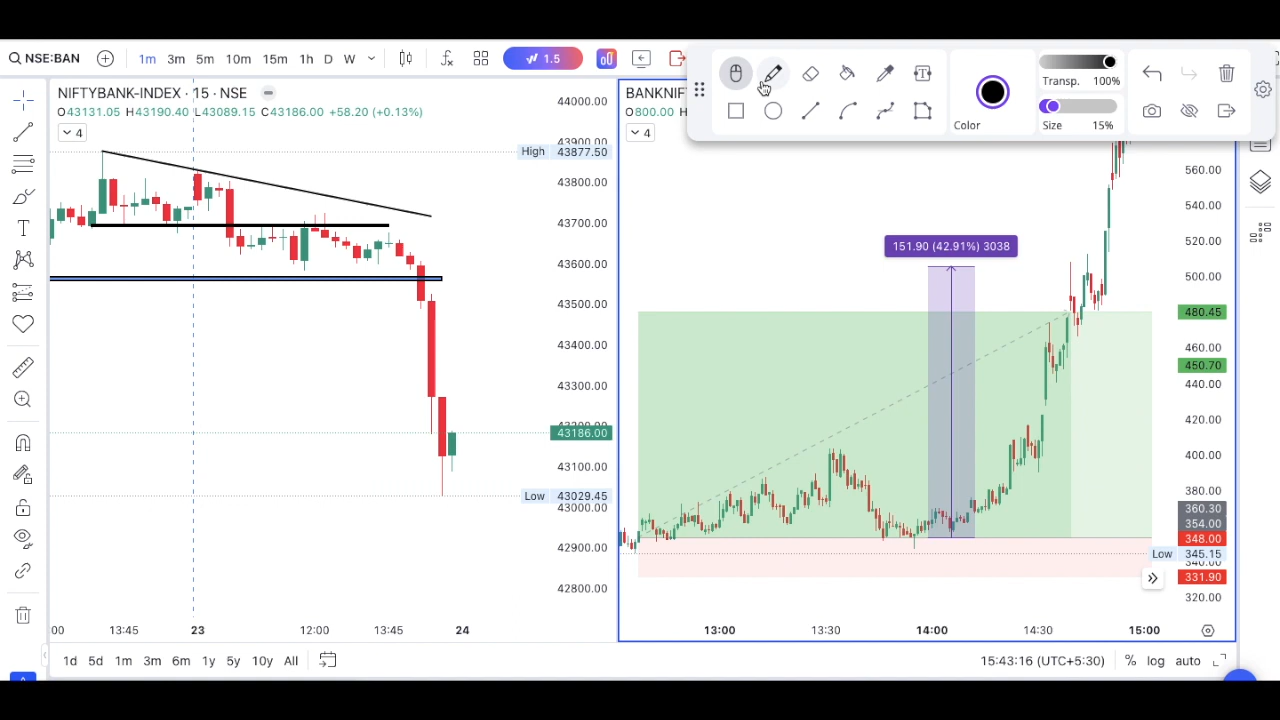 NSE:BAN
1m 3m 5m 10m 15m 1h D W
1.5
NIFTYBANK-INDEX · 15 · NSE
O43131.05 H43190.40 L43089.15 C43186.00 +58.20 (+0.13%)
4
44000.00
43900.00
High 43877.50
43800.00
43700.00
43600.00
43500.00
43400.00
43300.00
43200.00
43186.00
43100.00
Low 43029.45
43000.00
42900.00
42800.00
:00 13:45 23 12:00 13:45 24
BANKNIF
O800.00 H
4
Transp. 100%
Color
Size 15%
151.90 (42.91%) 3038
560.00
540.00
520.00
500.00
480.45
460.00
450.70
440.00
420.00
400.00
380.00
360.30
354.00
348.00
Low 345.15
340.00
331.90
320.00
13:00 13:30 14:00 14:30 15:00
1d 5d 1m 3m 6m 1y 5y 10y All
15:43:16 (UTC+5:30) % log auto